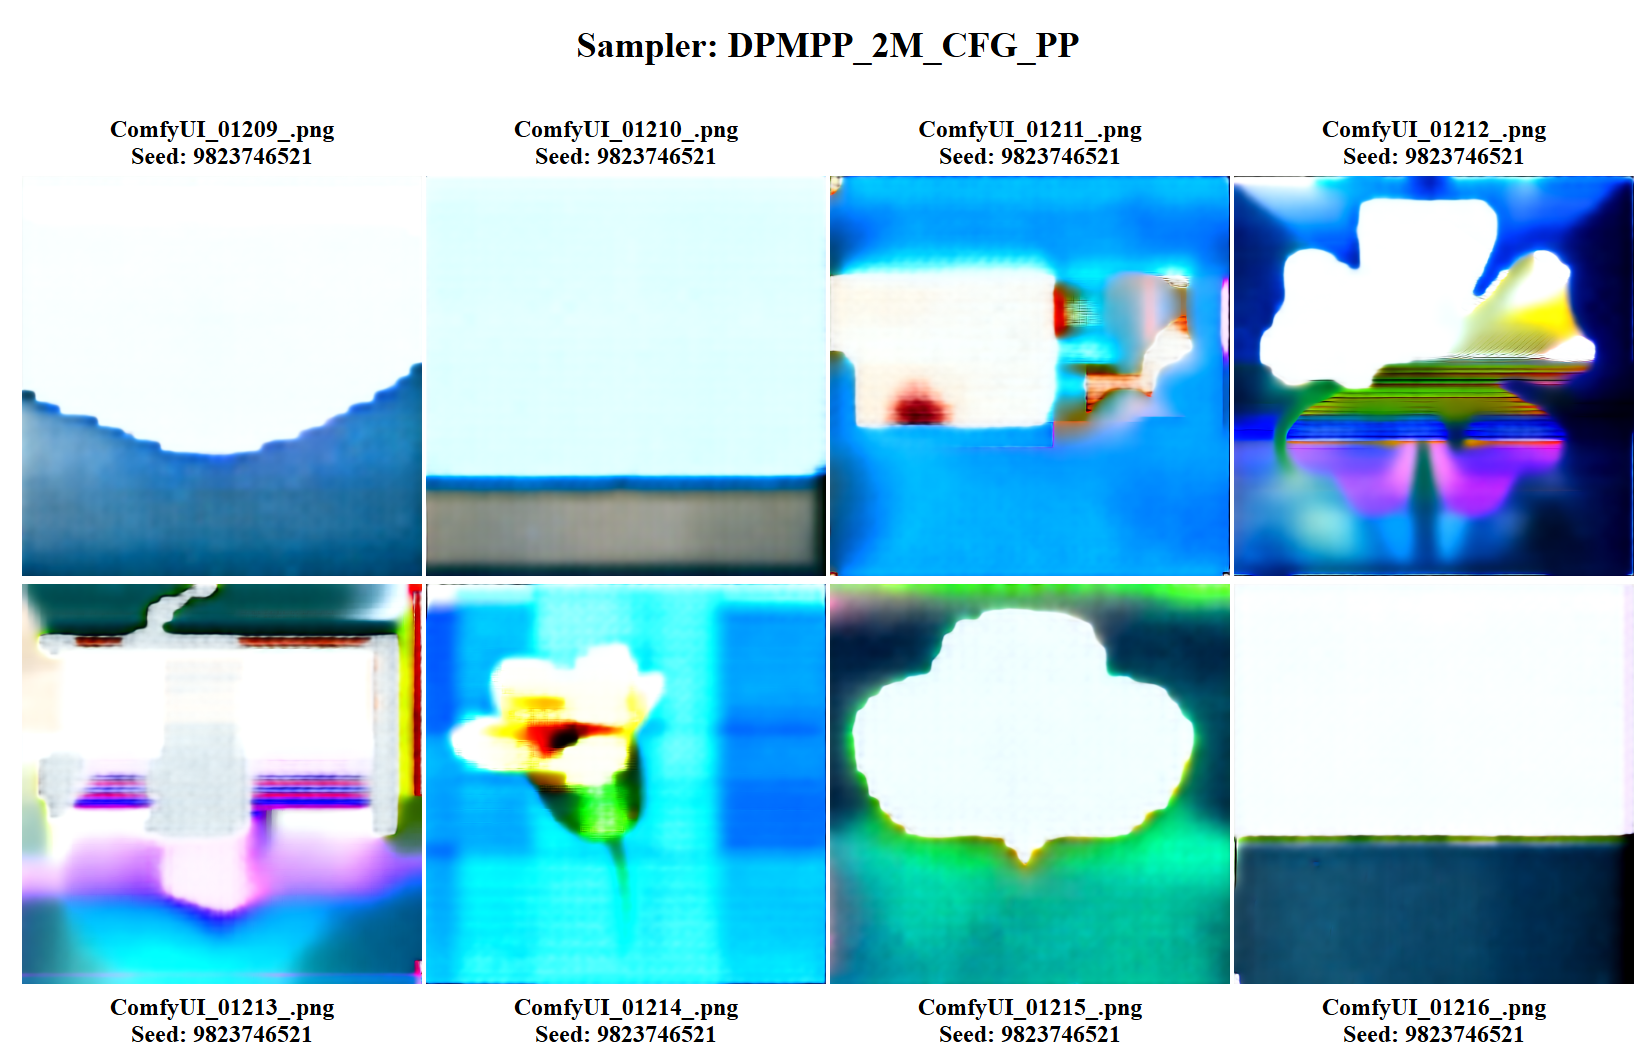 Sampler: DPMPP_2M_CFG_PP
ComfyUI_01209_.png
Seed: 9823746521
ComfyUI_01210_.png
Seed: 9823746521
ComfyUI_01211_.png
Seed: 9823746521
ComfyUI_01212_.png
Seed: 9823746521
ComfyUI_01213_.png
Seed: 9823746521
ComfyUI_01214_.png
Seed: 9823746521
ComfyUI_01215_.png
Seed: 9823746521
ComfyUI_01216_.png
Seed: 9823746521